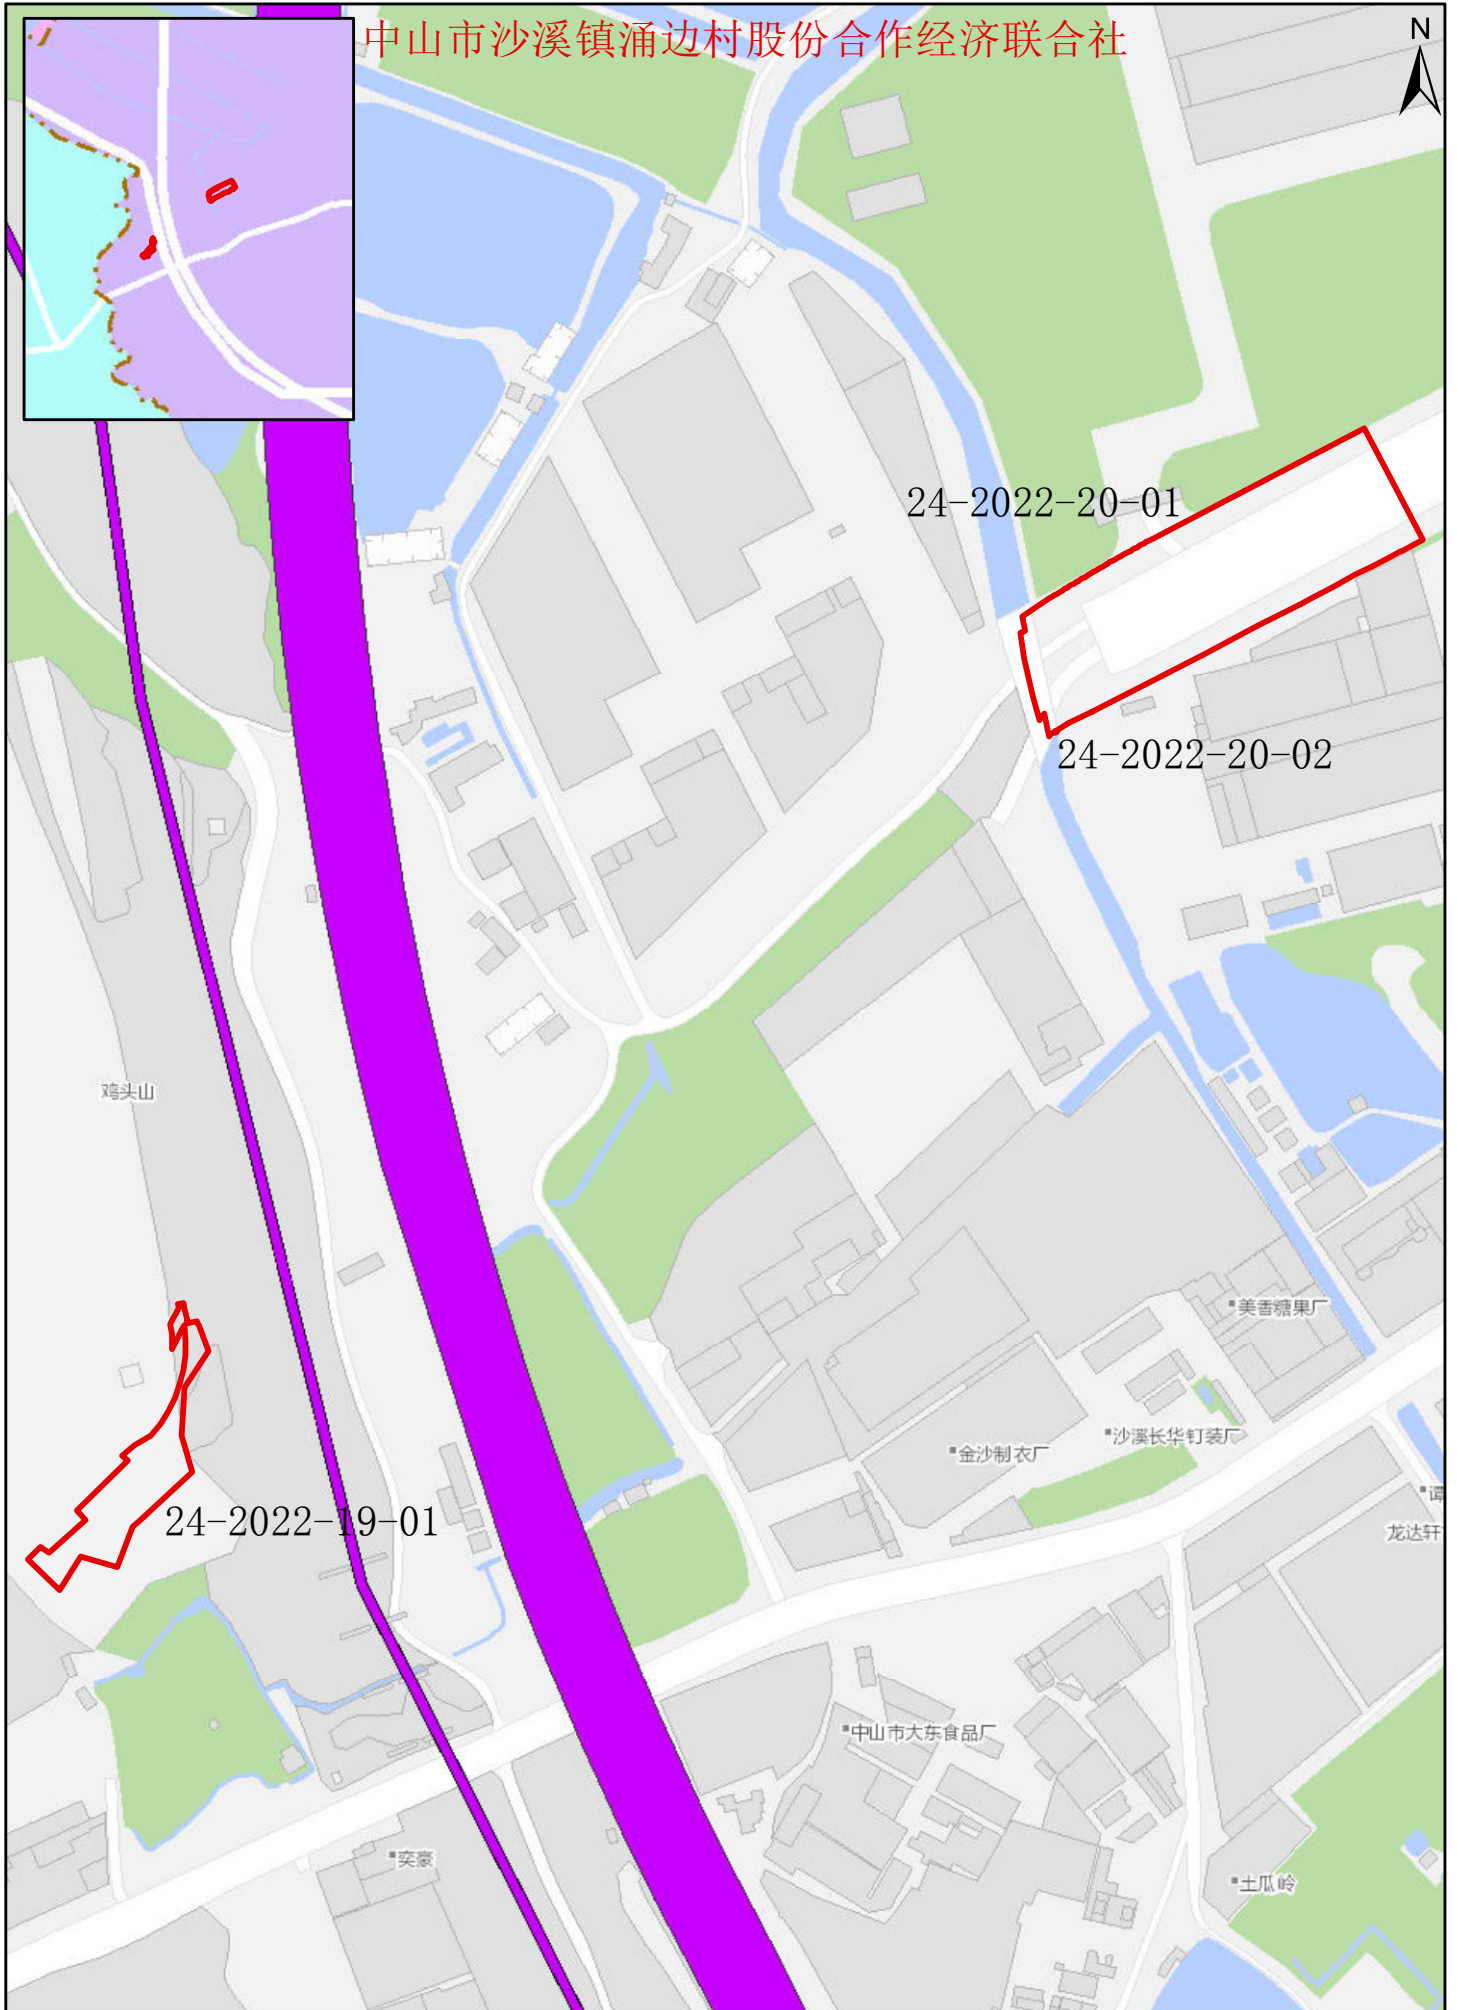 中山市沙溪镇涌边村股份合作经济联合社
N
24-2022-20-01
24-2022-20-02
鸡头山
美香糖果厂
沙溪长华钉装厂
金沙制衣厂
谭
24-2022-19-01
龙达轩
中山市大东食品厂
奕豪
土瓜岭